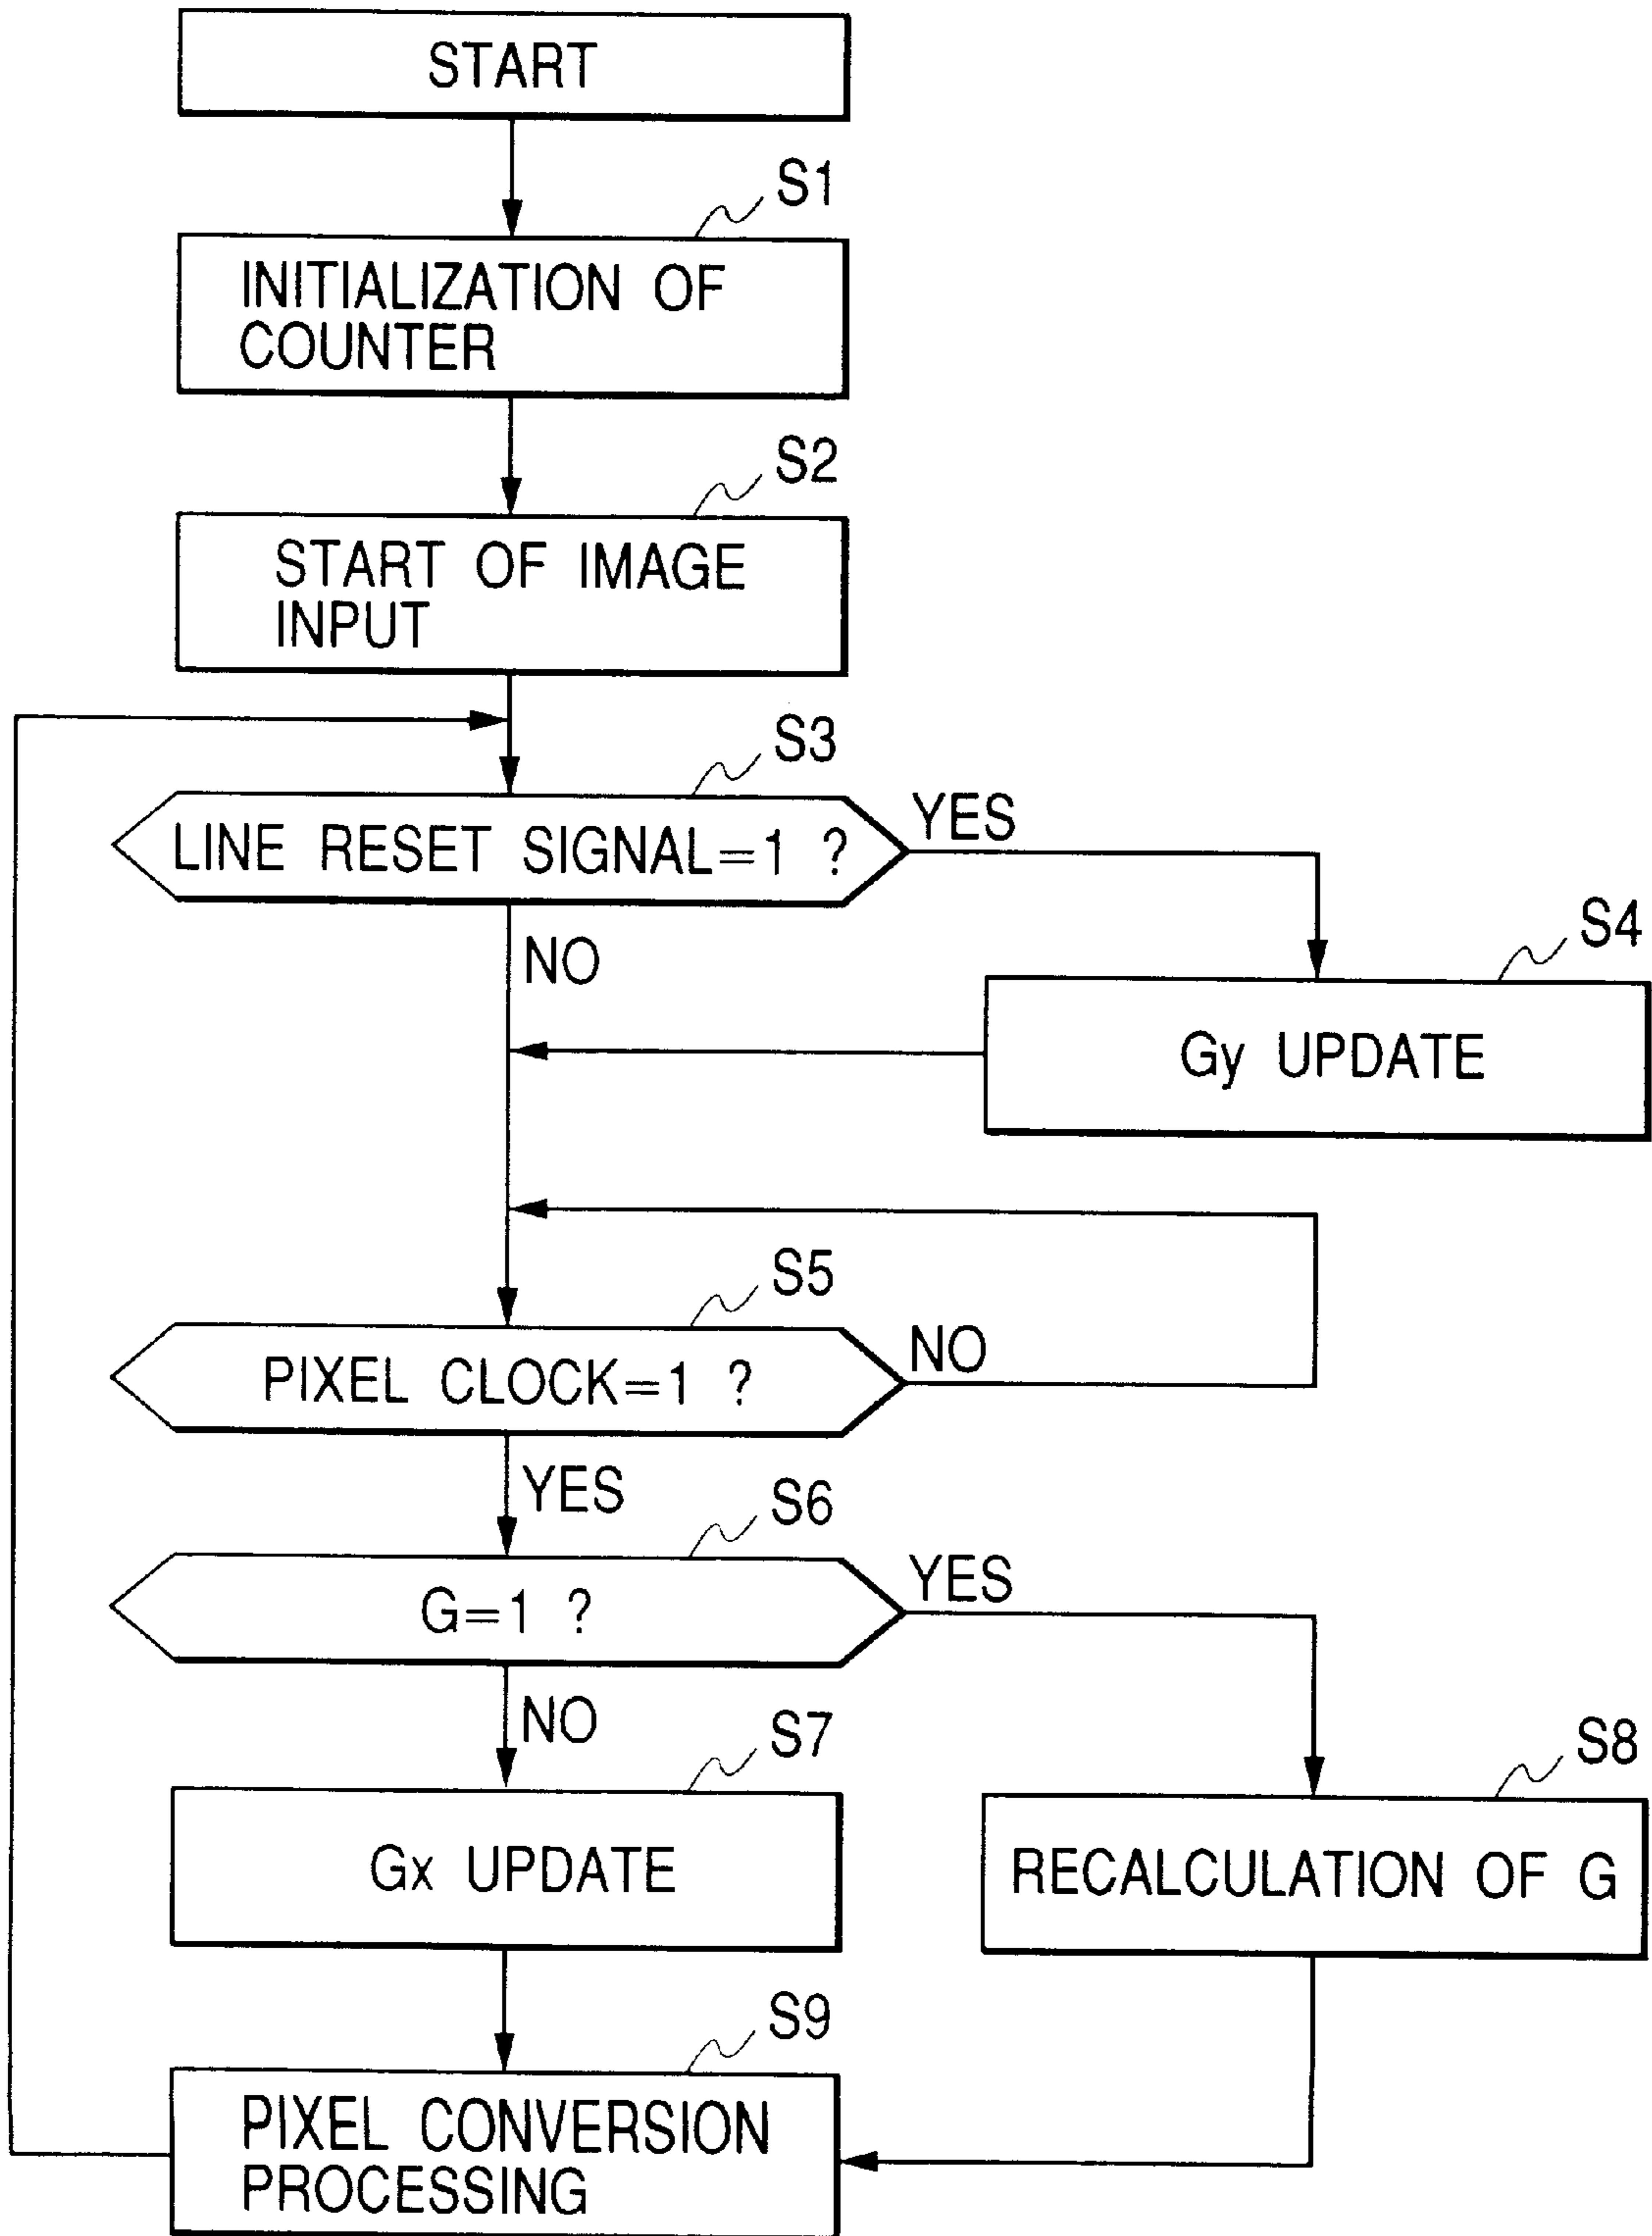 START
S1
INITIALIZATION OF
COUNTER
S2
START OF IMAGE
INPUT
S3
LINE RESET SIGNAL=1 ?
YES
NO
S4
Gy UPDATE
S5
PIXEL CLOCK=1 ?
NO
YES
S6
G=1 ?
YES
NO
S7
Gx UPDATE
S8
RECALCULATION OF G
S9
PIXEL CONVERSION
PROCESSING